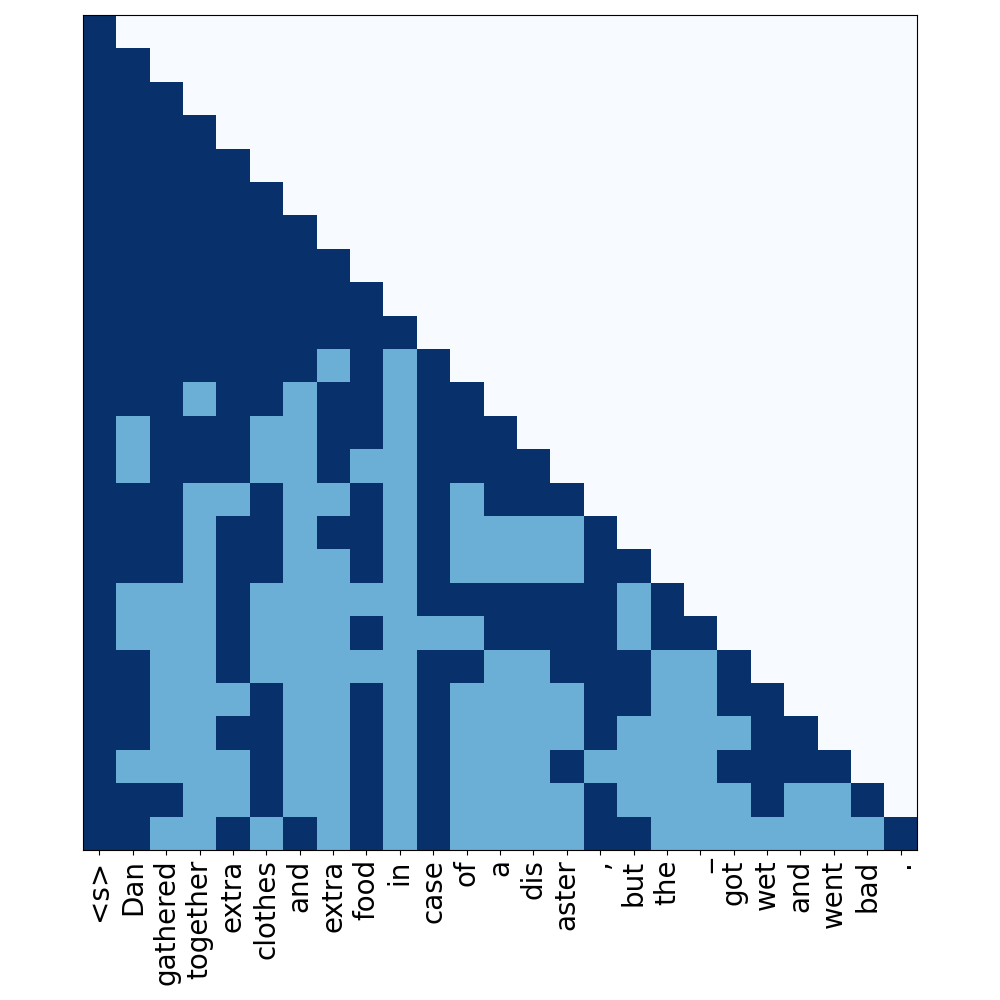 <s> Dan gathered together extra clothes and extra food in case of a dis aster , but the _ got wet and went bad .